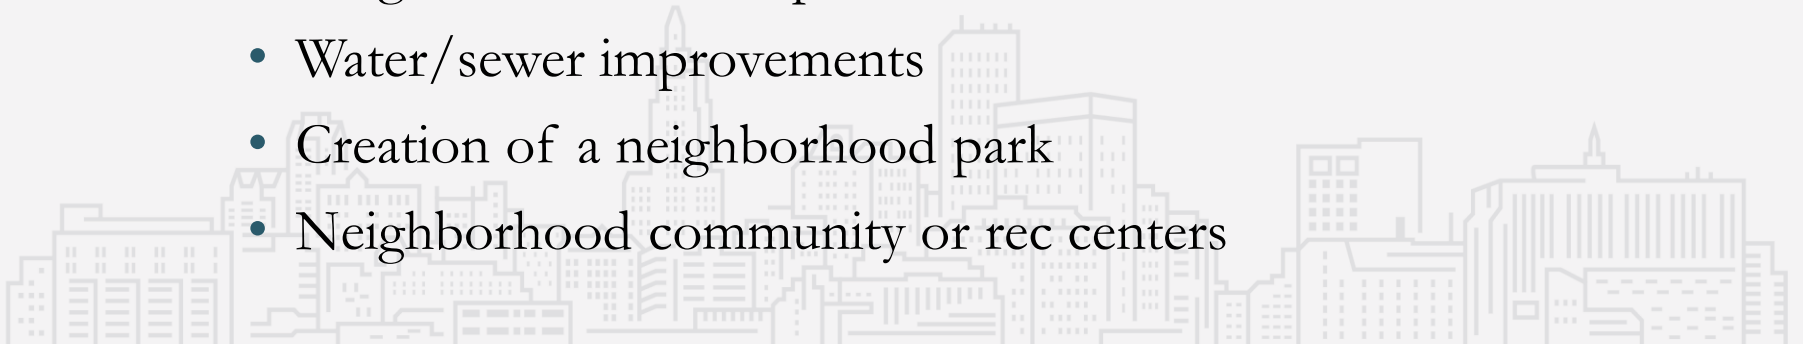 • Water/sewer improvements
• Creation of a neighborhood park
• Neighborhood community or rec centers